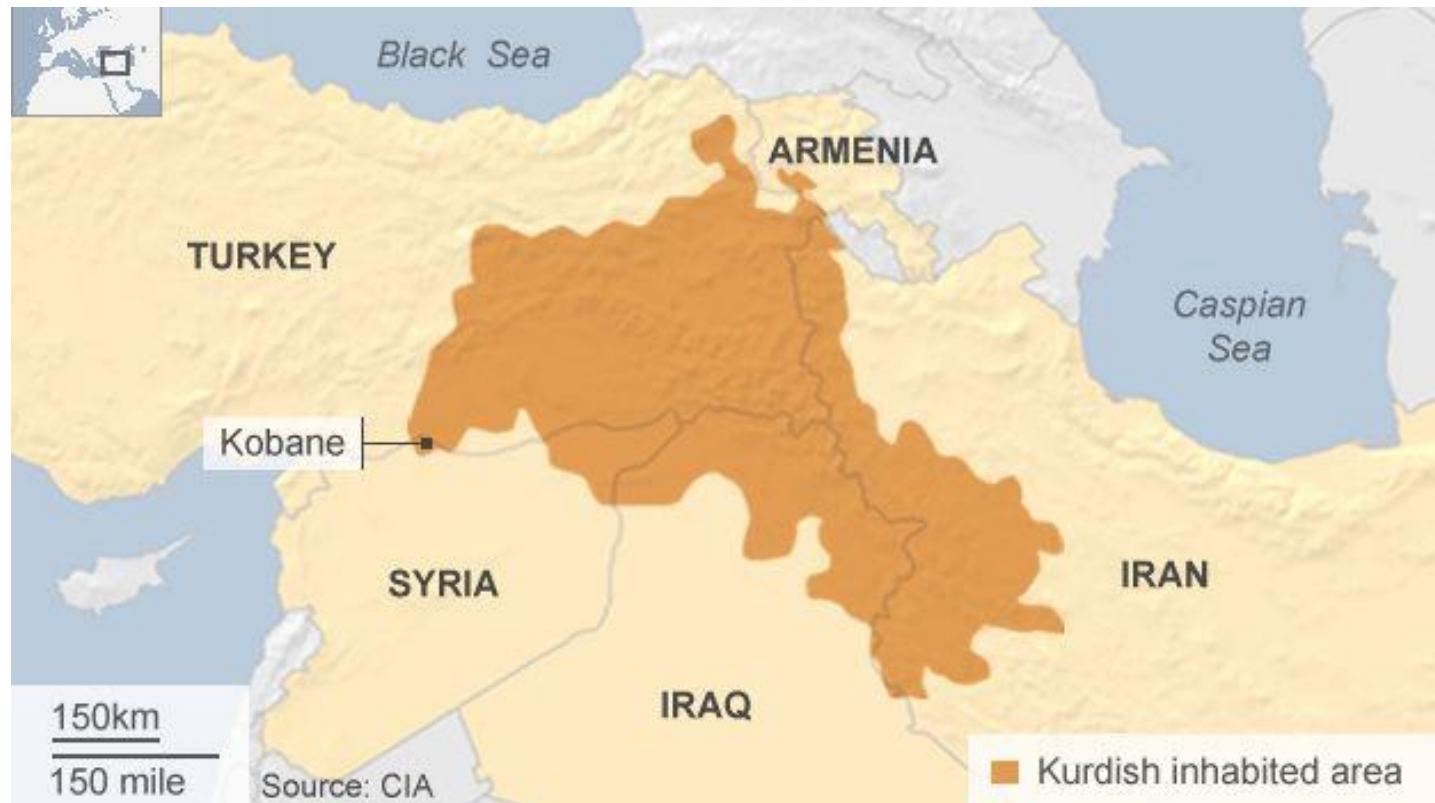 Black Sea
ARMENIA
TURKEY
Caspian
Sea
Kobane
SYRIA
IRAN
IRAQ
150km
150 mile
Source: CIA
Kurdish inhabited area